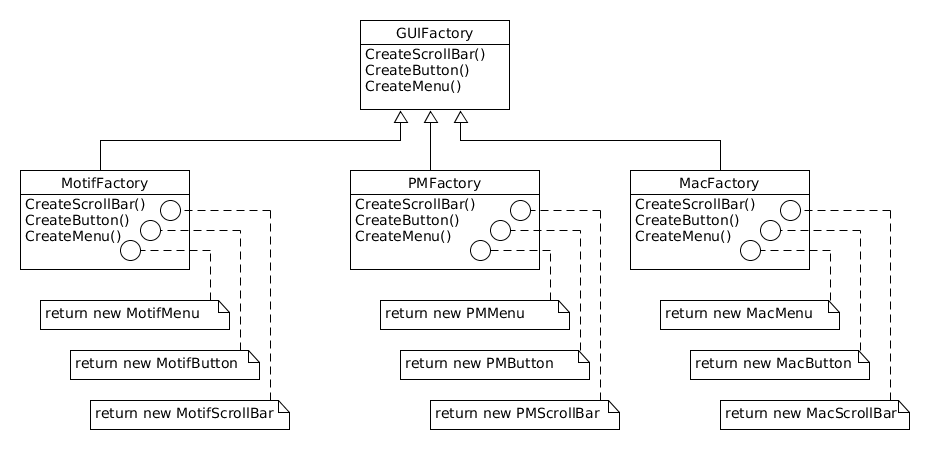 GUIFactory
CreateScrollBar()
CreateButton()
CreateMenu()
MotifFactory
CreateScrollBar()
CreateButton()
CreateMenu()
return new MotifMenu
return new MotifButton
return new MotifScrollBar
PMFactory
CreateScrollBar()
CreateButton()
CreateMenu()
return new PMMenu
return new PMButton
return new PMScrollBar
MacFactory
CreateScrollBar()
CreateButton()
CreateMenu()
return new MacMenu
return new MacButton
return new MacScrollBar